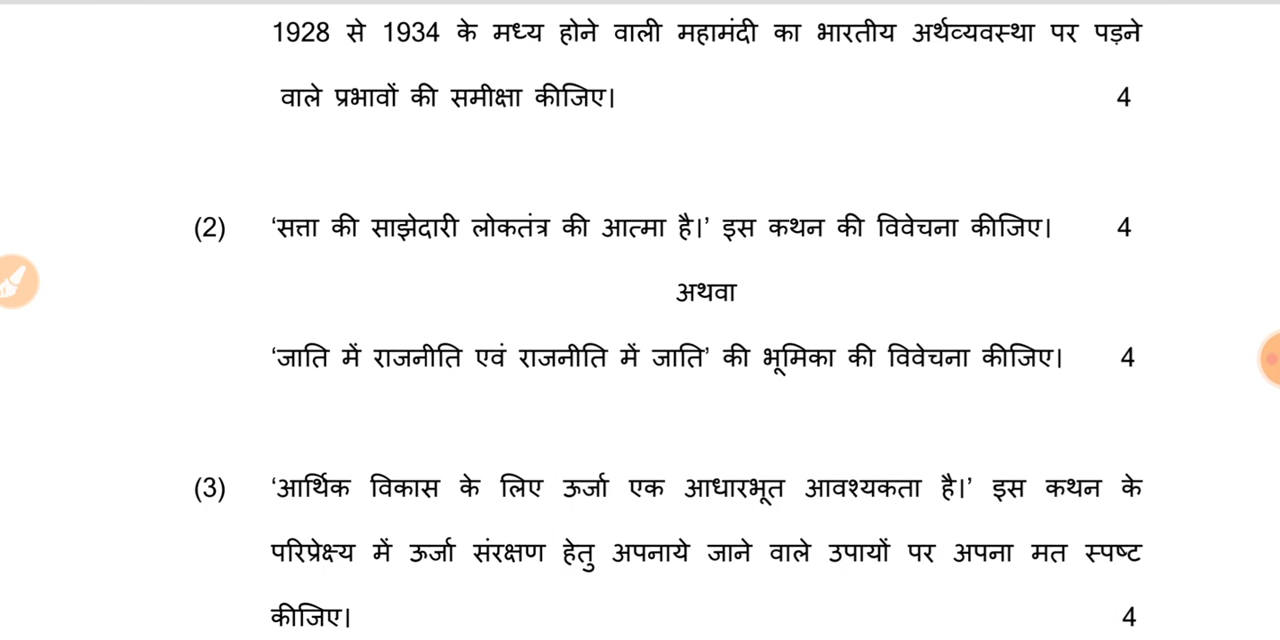 1928 से 1934 के मध्य होने वाली महामंदी का भारतीय अर्थव्यवस्था पर पड़ने
वाले प्रभावों की समीक्षा कीजिए। 4
(2) ‘सत्ता की साझेदारी लोकतंत्र की आत्मा है।’ इस कथन की विवेचना कीजिए। 4
अथवा
‘जाति में राजनीति एवं राजनीति में जाति’ की भूमिका की विवेचना कीजिए। 4
(3) ‘आर्थिक विकास के लिए ऊर्जा एक आधारभूत आवश्यकता है।’ इस कथन के
परिप्रेक्ष्य में ऊर्जा संरक्षण हेतु अपनाये जाने वाले उपायों पर अपना मत स्पष्ट
कीजिए। 4